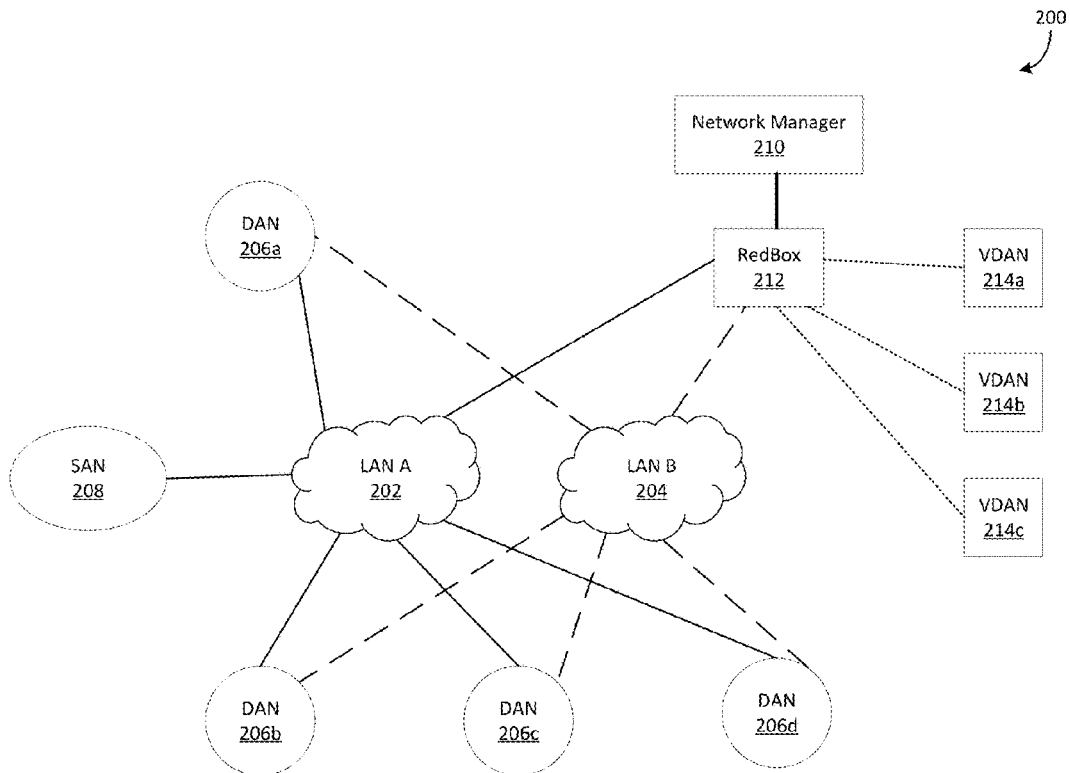 200
Network Manager
210
DAN
206a
RedBox
212
VDAN
214a
VDAN
214b
SAN
208
LAN A
202
LAN B
204
VDAN
214c
DAN
206b
DAN
206c
DAN
206d